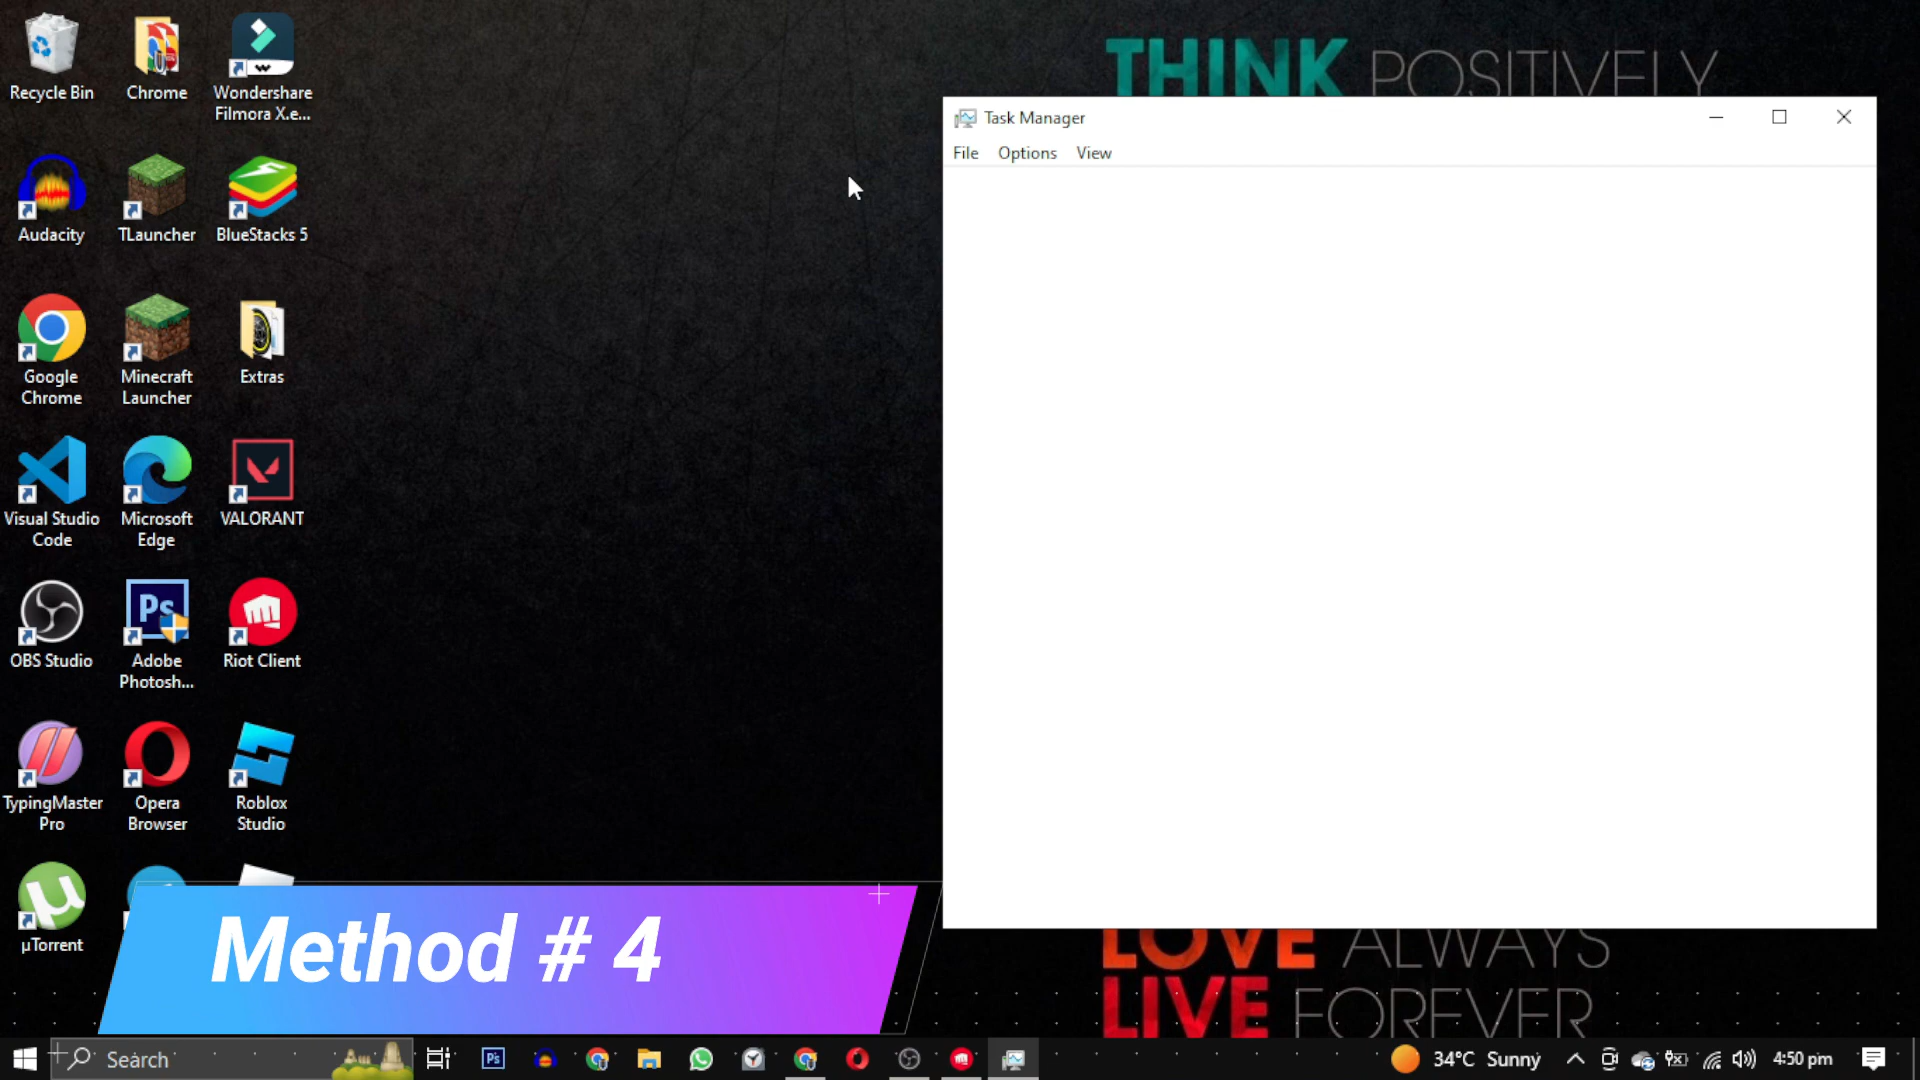 THINK POSITIVELY
Recycle Bin
Chrome
Wondershare
Filmora X.e...
Task Manager
File
Options
View
Audacity
TLauncher
BlueStacks 5
Google
Chrome
Minecraft
Launcher
Extras
Visual Studio
Code
Microsoft
Edge
VALORANT
Ps
OBS Studio
Adobe
Photosh...
Riot Client
TypingMaster
Pro
Opera
Browser
Roblox
Studio
µTorrent
Method # 4
LOVE ALWAYS
LIVE FOREVER
Search
Ps
34°C Sunny
4:50 pm